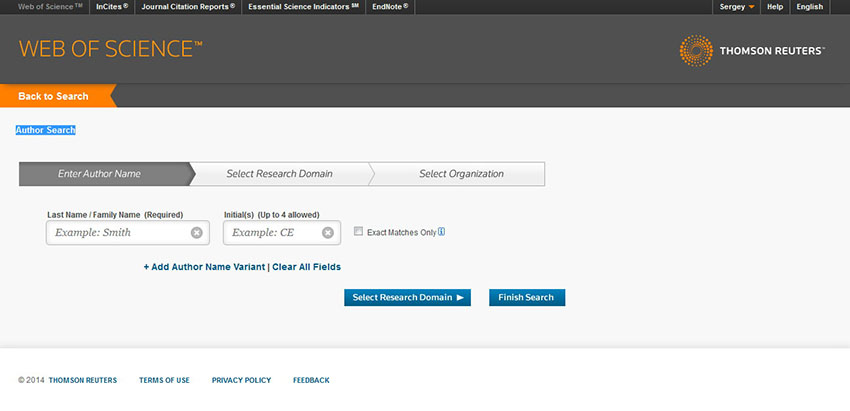 Web of Science™ InCites® Journal Citation Reports® Essential Science Indicators℠ EndNote® Sergey Help English
WEB OF SCIENCE™
THOMSON REUTERS™
Back to Search
Author Search
Enter Author Name Select Research Domain Select Organization
Last Name / Family Name (Required) Initial(s) (Up to 4 allowed)
Example: Smith Example: CE Exact Matches Only
+ Add Author Name Variant | Clear All Fields
Select Research Domain Finish Search
© 2014 THOMSON REUTERS TERMS OF USE PRIVACY POLICY FEEDBACK